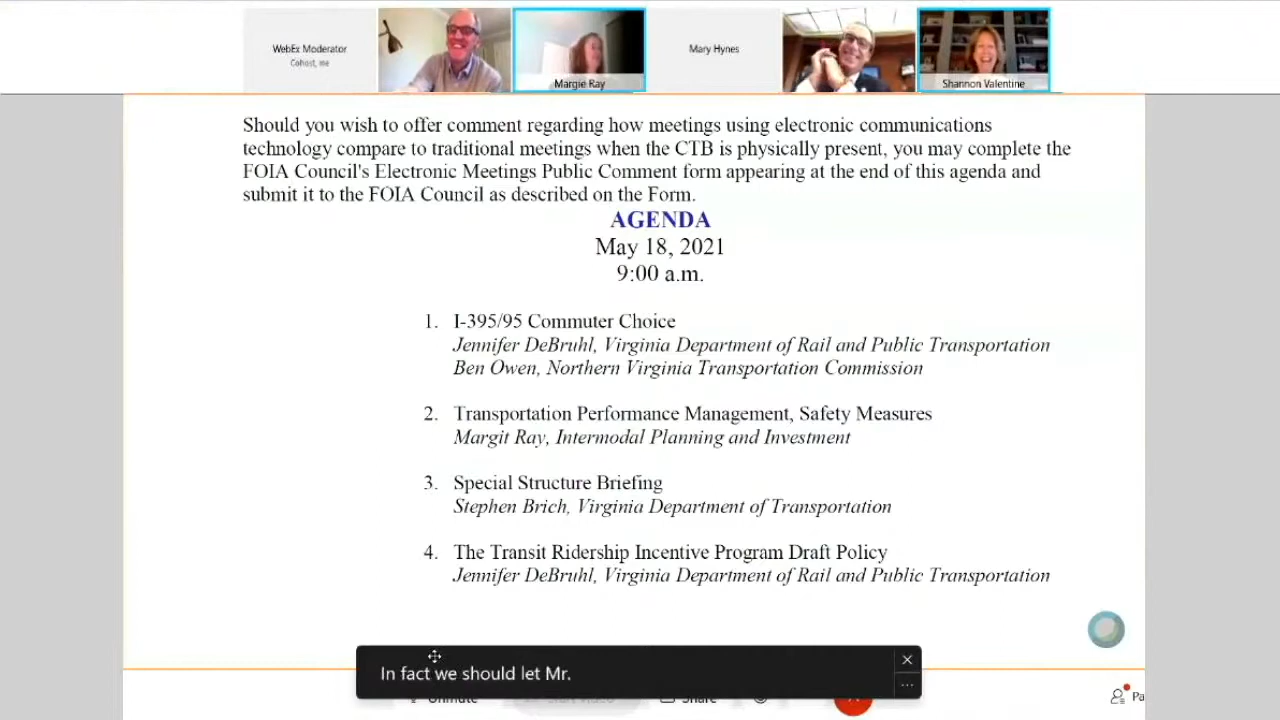 WebEx Moderator
Cohost, me
Margie Ray
Mary Hynes
Shannon Valentine
Should you wish to offer comment regarding how meetings using electronic communications
technology compare to traditional meetings when the CTB is physically present, you may complete the
FOIA Council's Electronic Meetings Public Comment form appearing at the end of this agenda and
submit it to the FOIA Council as described on the Form.
AGENDA
May 18, 2021
9:00 a.m.
1. I-395/95 Commuter Choice
Jennifer DeBruhl, Virginia Department of Rail and Public Transportation
Ben Owen, Northern Virginia Transportation Commission
2. Transportation Performance Management, Safety Measures
Margit Ray, Intermodal Planning and Investment
3. Special Structure Briefing
Stephen Brich, Virginia Department of Transportation
4. The Transit Ridership Incentive Program Draft Policy
Jennifer DeBruhl, Virginia Department of Rail and Public Transportation
In fact we should let Mr.
Unmute
Share
Pa